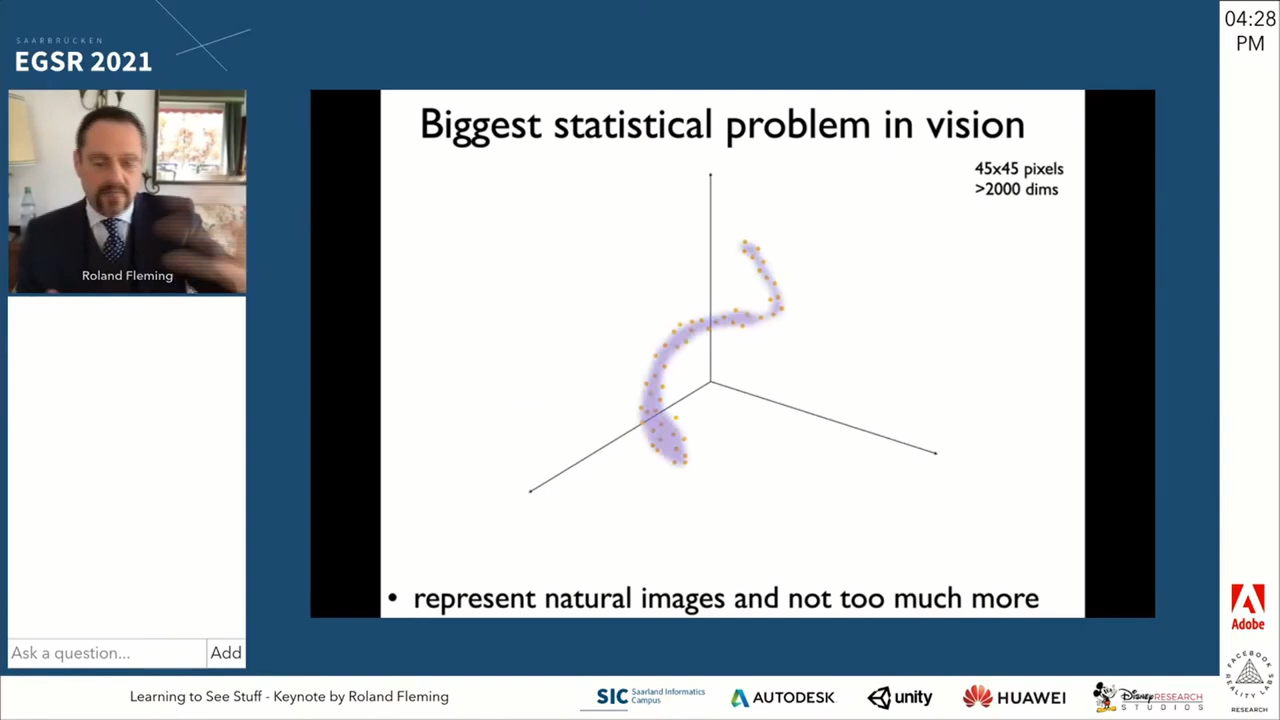 SAARBRÜCKEN
EGSR 2021
04:28
PM
Roland Fleming
Biggest statistical problem in vision
45x45 pixels
>2000 dims
• represent natural images and not too much more
Ask a question...
Add
Adobe
FACEBOOK
REALITY LABS
RESEARCH
Learning to See Stuff - Keynote by Roland Fleming
SIC
Saarland Informatics
Campus
AUTODESK.
unity
HUAWEI
Disney RESEARCH
STUDIOS